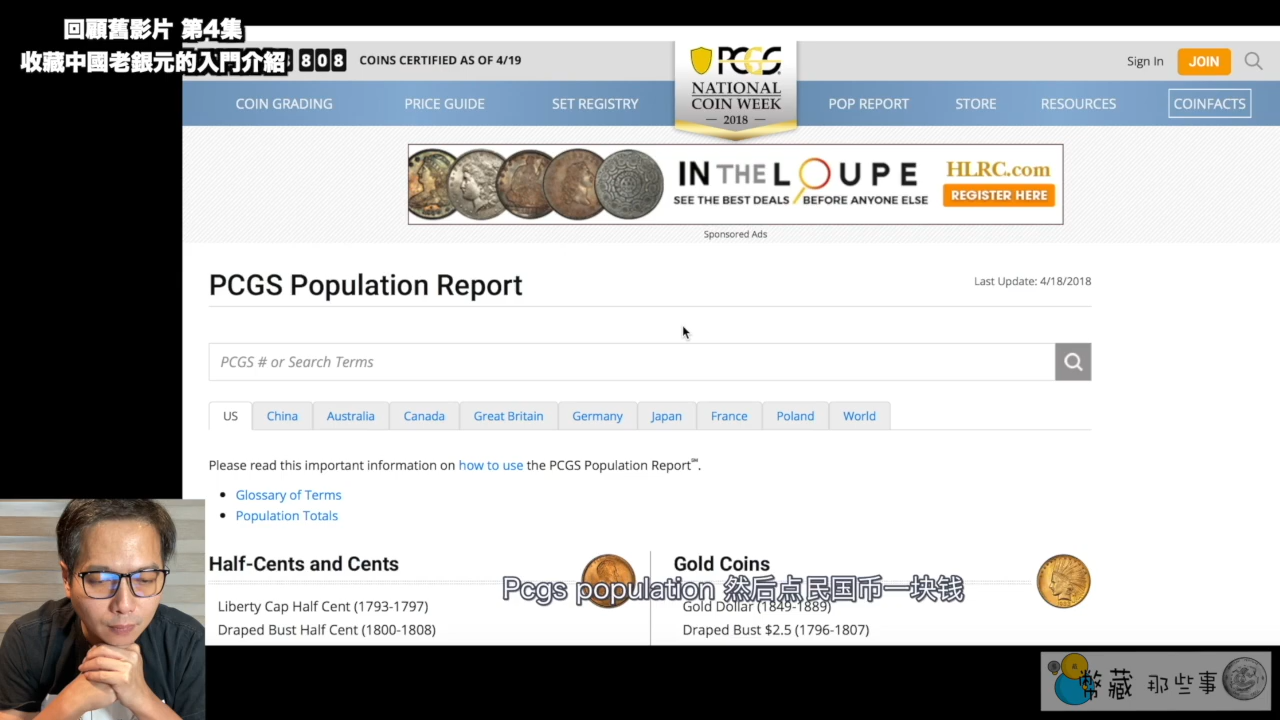 回顧舊影片 第4集
收藏中國老銀元的入門介紹
808 COINS CERTIFIED AS OF 4/19
PCGS
NATIONAL
COIN WEEK
2018
Sign In JOIN
COIN GRADING PRICE GUIDE SET REGISTRY POP REPORT STORE RESOURCES COINFACTS
IN THE LOUPE
SEE THE BEST DEALS BEFORE ANYONE ELSE
HLRC.com
REGISTER HERE
Sponsored Ads
PCGS Population Report
Last Update: 4/18/2018
PCGS # or Search Terms
US China Australia Canada Great Britain Germany Japan France Poland World
Please read this important information on how to use the PCGS Population Report℠.
Glossary of Terms
Population Totals
Half-Cents and Cents
Gold Coins
Pcgs population 然后点民国币一块钱
Liberty Cap Half Cent (1793-1797)
Gold Dollar (1849-1889)
Draped Bust Half Cent (1800-1808)
Draped Bust $2.5 (1796-1807)
幣藏 那些事